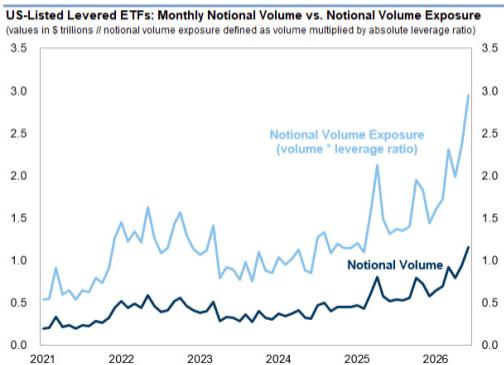 US-Listed Levered ETFs: Monthly Notional Volume vs. Notional Volume Exposure
(values in $ trillions // notional volume exposure defined as volume multiplied by absolute leverage ratio)
3.5 3.5
3.0 3.0
2.5 2.5
Notional Volume Exposure
(volume * leverage ratio)
2.0 2.0
1.5 1.5
1.0 1.0
Notional Volume
0.5 0.5
0.0 0.0
2021 2022 2023 2024 2025 2026